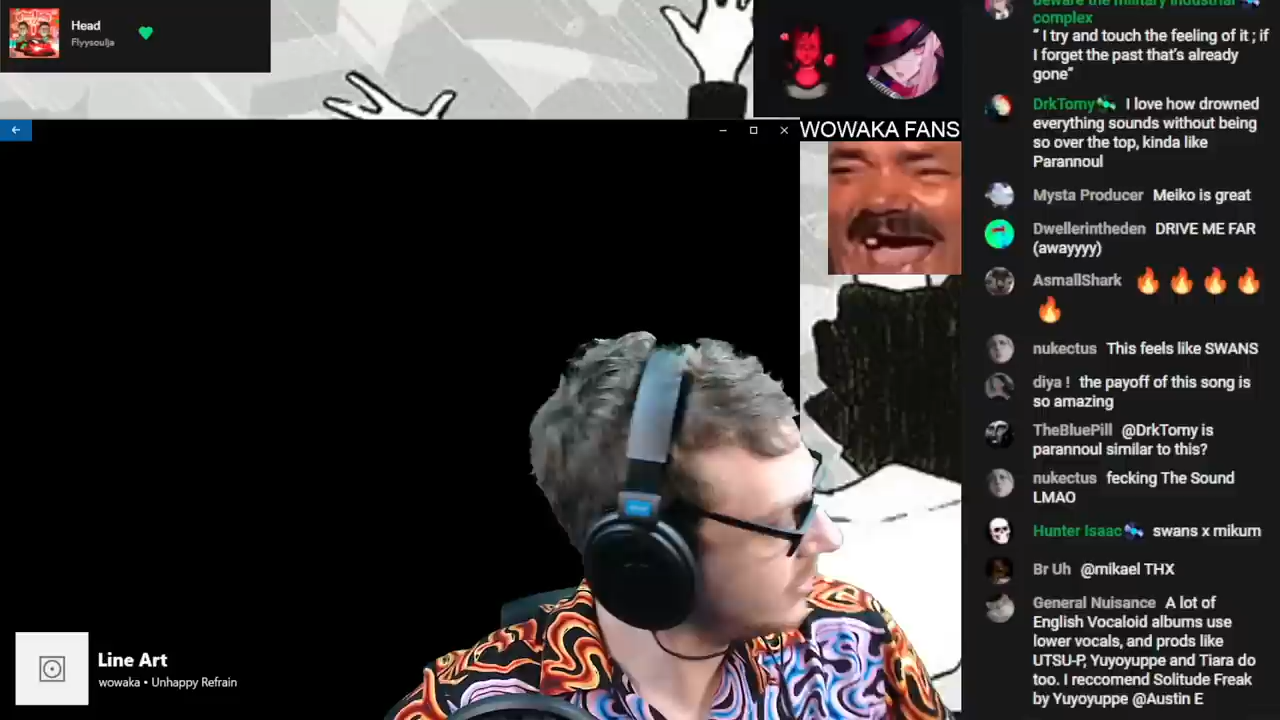 Head
Flyysoulja
WOWAKA FANS
Line Art
wowaka • Unhappy Refrain
beware the military industrial
complex
“ I try and touch the feeling of it ; if
I forget the past that’s already
gone”
DrkTomy I love how drowned
everything sounds without being
so over the top, kinda like
Parannoul
Mysta Producer Meiko is great
Dwellerintheden DRIVE ME FAR
(awayyyy)
AsmallShark 🔥🔥🔥🔥
🔥
nukectus This feels like SWANS
diya ! the payoff of this song is
so amazing
TheBluePill @DrkTomy is
parannoul similar to this?
nukectus fecking The Sound
LMAO
Hunter Isaac swans x mikum
Br Uh @mikael THX
General Nuisance A lot of
English Vocaloid albums use
lower vocals, and prods like
UTSU-P, Yuyoyuppe and Tiara do
too. I reccomend Solitude Freak
by Yuyoyuppe @Austin E